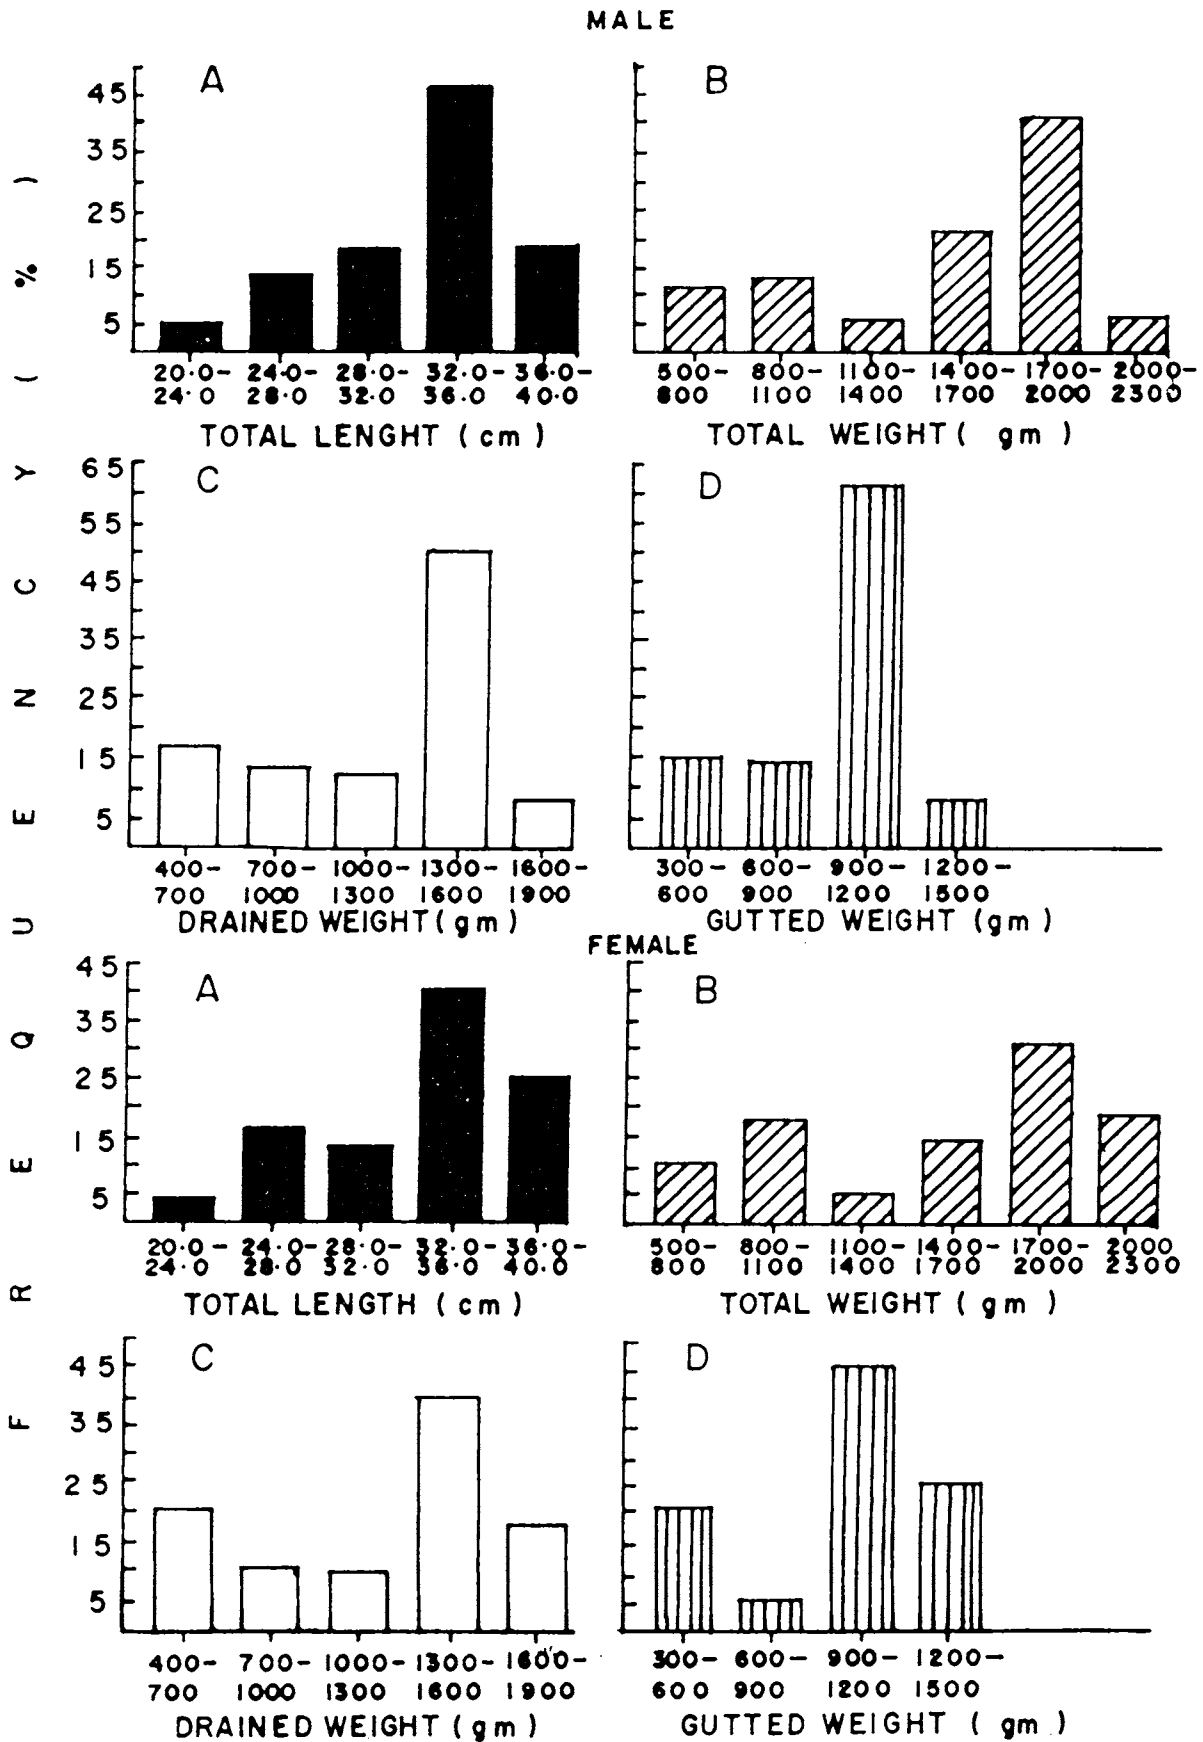 MALE
A
B
45
35
25
15
5
20.0- 24.0- 28.0- 32.0- 36.0-
24.0 28.0 32.0 36.0 40.0
TOTAL LENGHT (cm)
500- 800- 1100- 1400- 1700- 2000-
800 1100 1400 1700 2000 2300
TOTAL WEIGHT( gm )
C
D
65
55
45
35
25
15
5
400- 700- 1000- 1300- 1600-
700 1000 1300 1600 1900
DRAINED WEIGHT(gm)
300- 600- 900- 1200-
600 900 1200 1500
GUTTED WEIGHT (gm)
FREQUENCY (%)
FEMALE
A
B
45
35
25
15
5
20.0- 24.0- 28.0- 32.0- 36.0-
24.0 28.0 32.0 36.0 40.0
TOTAL LENGTH (cm)
500- 800- 1100- 1400- 1700- 2000
800 1100 1400 1700 2000 2300
TOTAL WEIGHT ( gm )
C
D
45
35
25
15
5
400- 700- 1000- 1300- 1600-
700 1000 1300 1600 1900
DRAINED WEIGHT (gm)
300- 600- 900- 1200-
600 900 1200 1500
GUTTED WEIGHT ( gm )